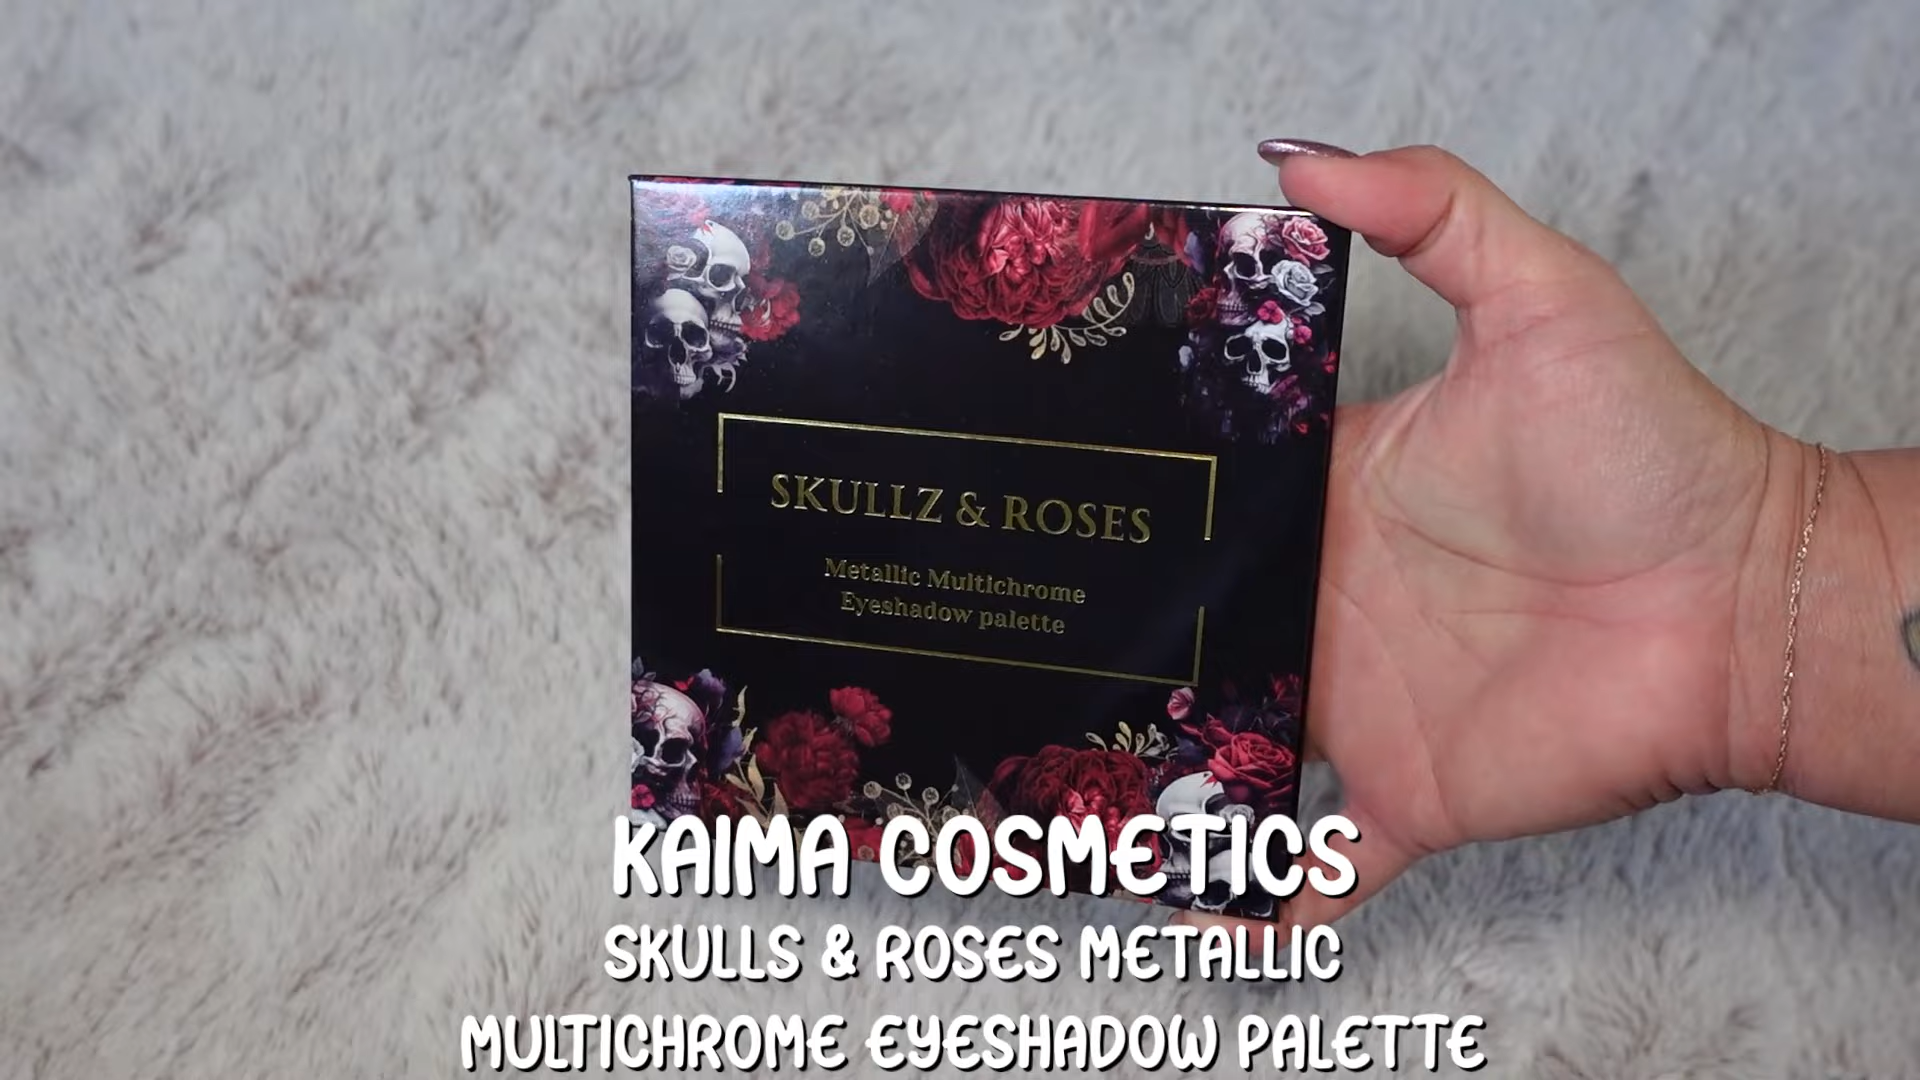 SKULLZ & ROSES
Metallic Multichrome
Eyeshadow palette
KAIMA COSMETICS
SKULLS & ROSES METALLIC
MULTICHROME EYESHADOW PALETTE